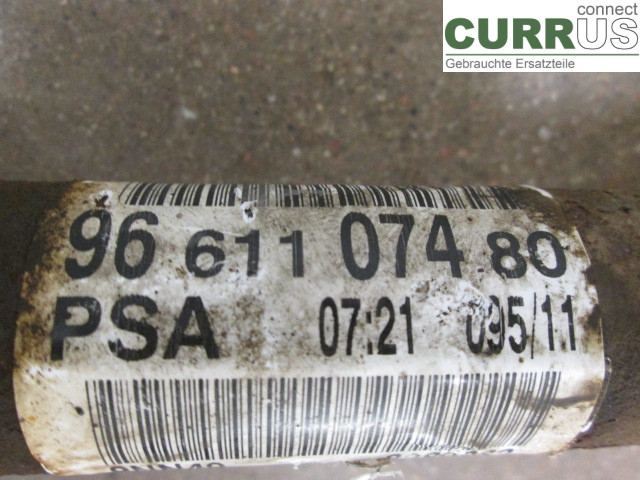 connect
CURRUS
Gebrauchte Ersatzteile
96 611 074 80
PSA 07:21 095/11